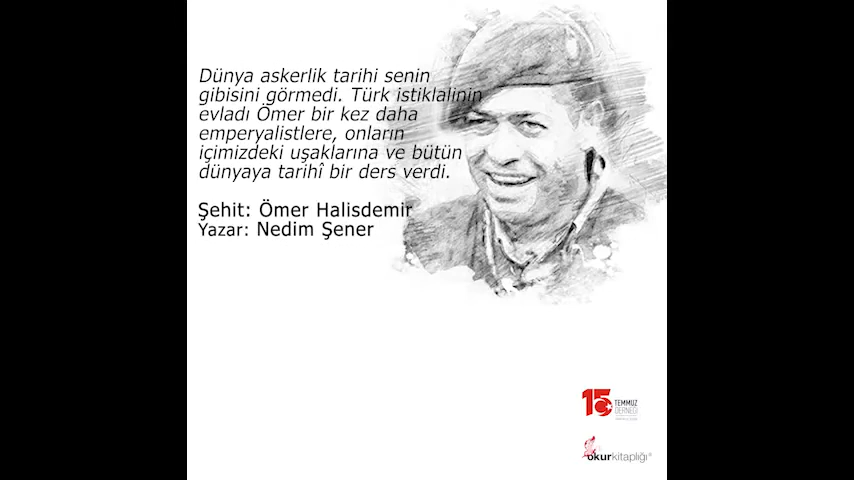 Dünya askerlik tarihi senin
gibisini görmedi. Türk istiklalinin
evladı Ömer bir kez daha
emperyalistlere, onların
içimizdeki uşaklarına ve bütün
dünyaya tarihî bir ders verdi.
Şehit: Ömer Halisdemir
Yazar: Nedim Şener
15
TEMMUZ
DERNEĞİ
okurkitaplığı®